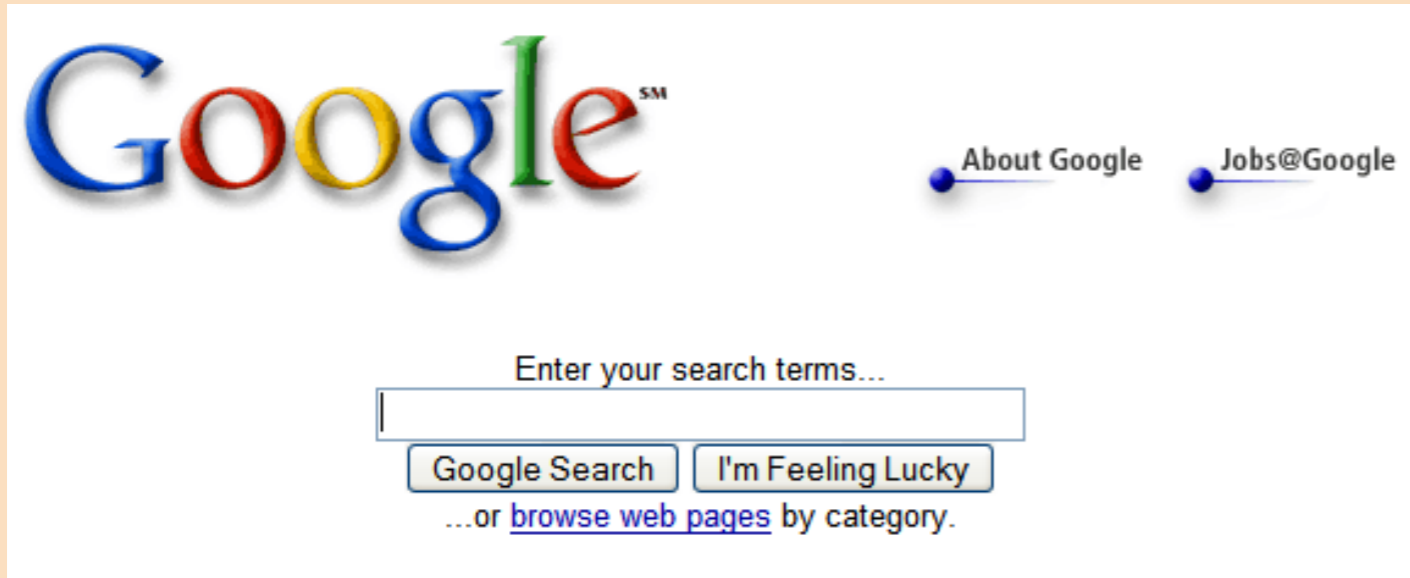 Google℠
About Google Jobs@Google
Enter your search terms...
Google Search I'm Feeling Lucky
...or browse web pages by category.